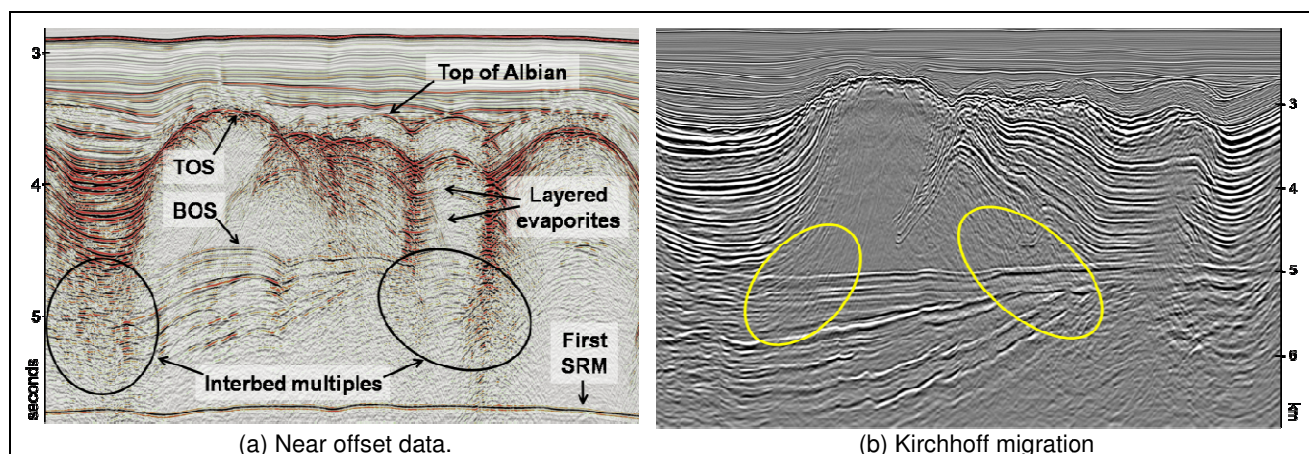 3
Top of Albian
TOS
4
Layered
evaporites
BOS
5
Interbed multiples
First
SRM
seconds
(a) Near offset data.
3
4
5
6
km
(b) Kirchhoff migration